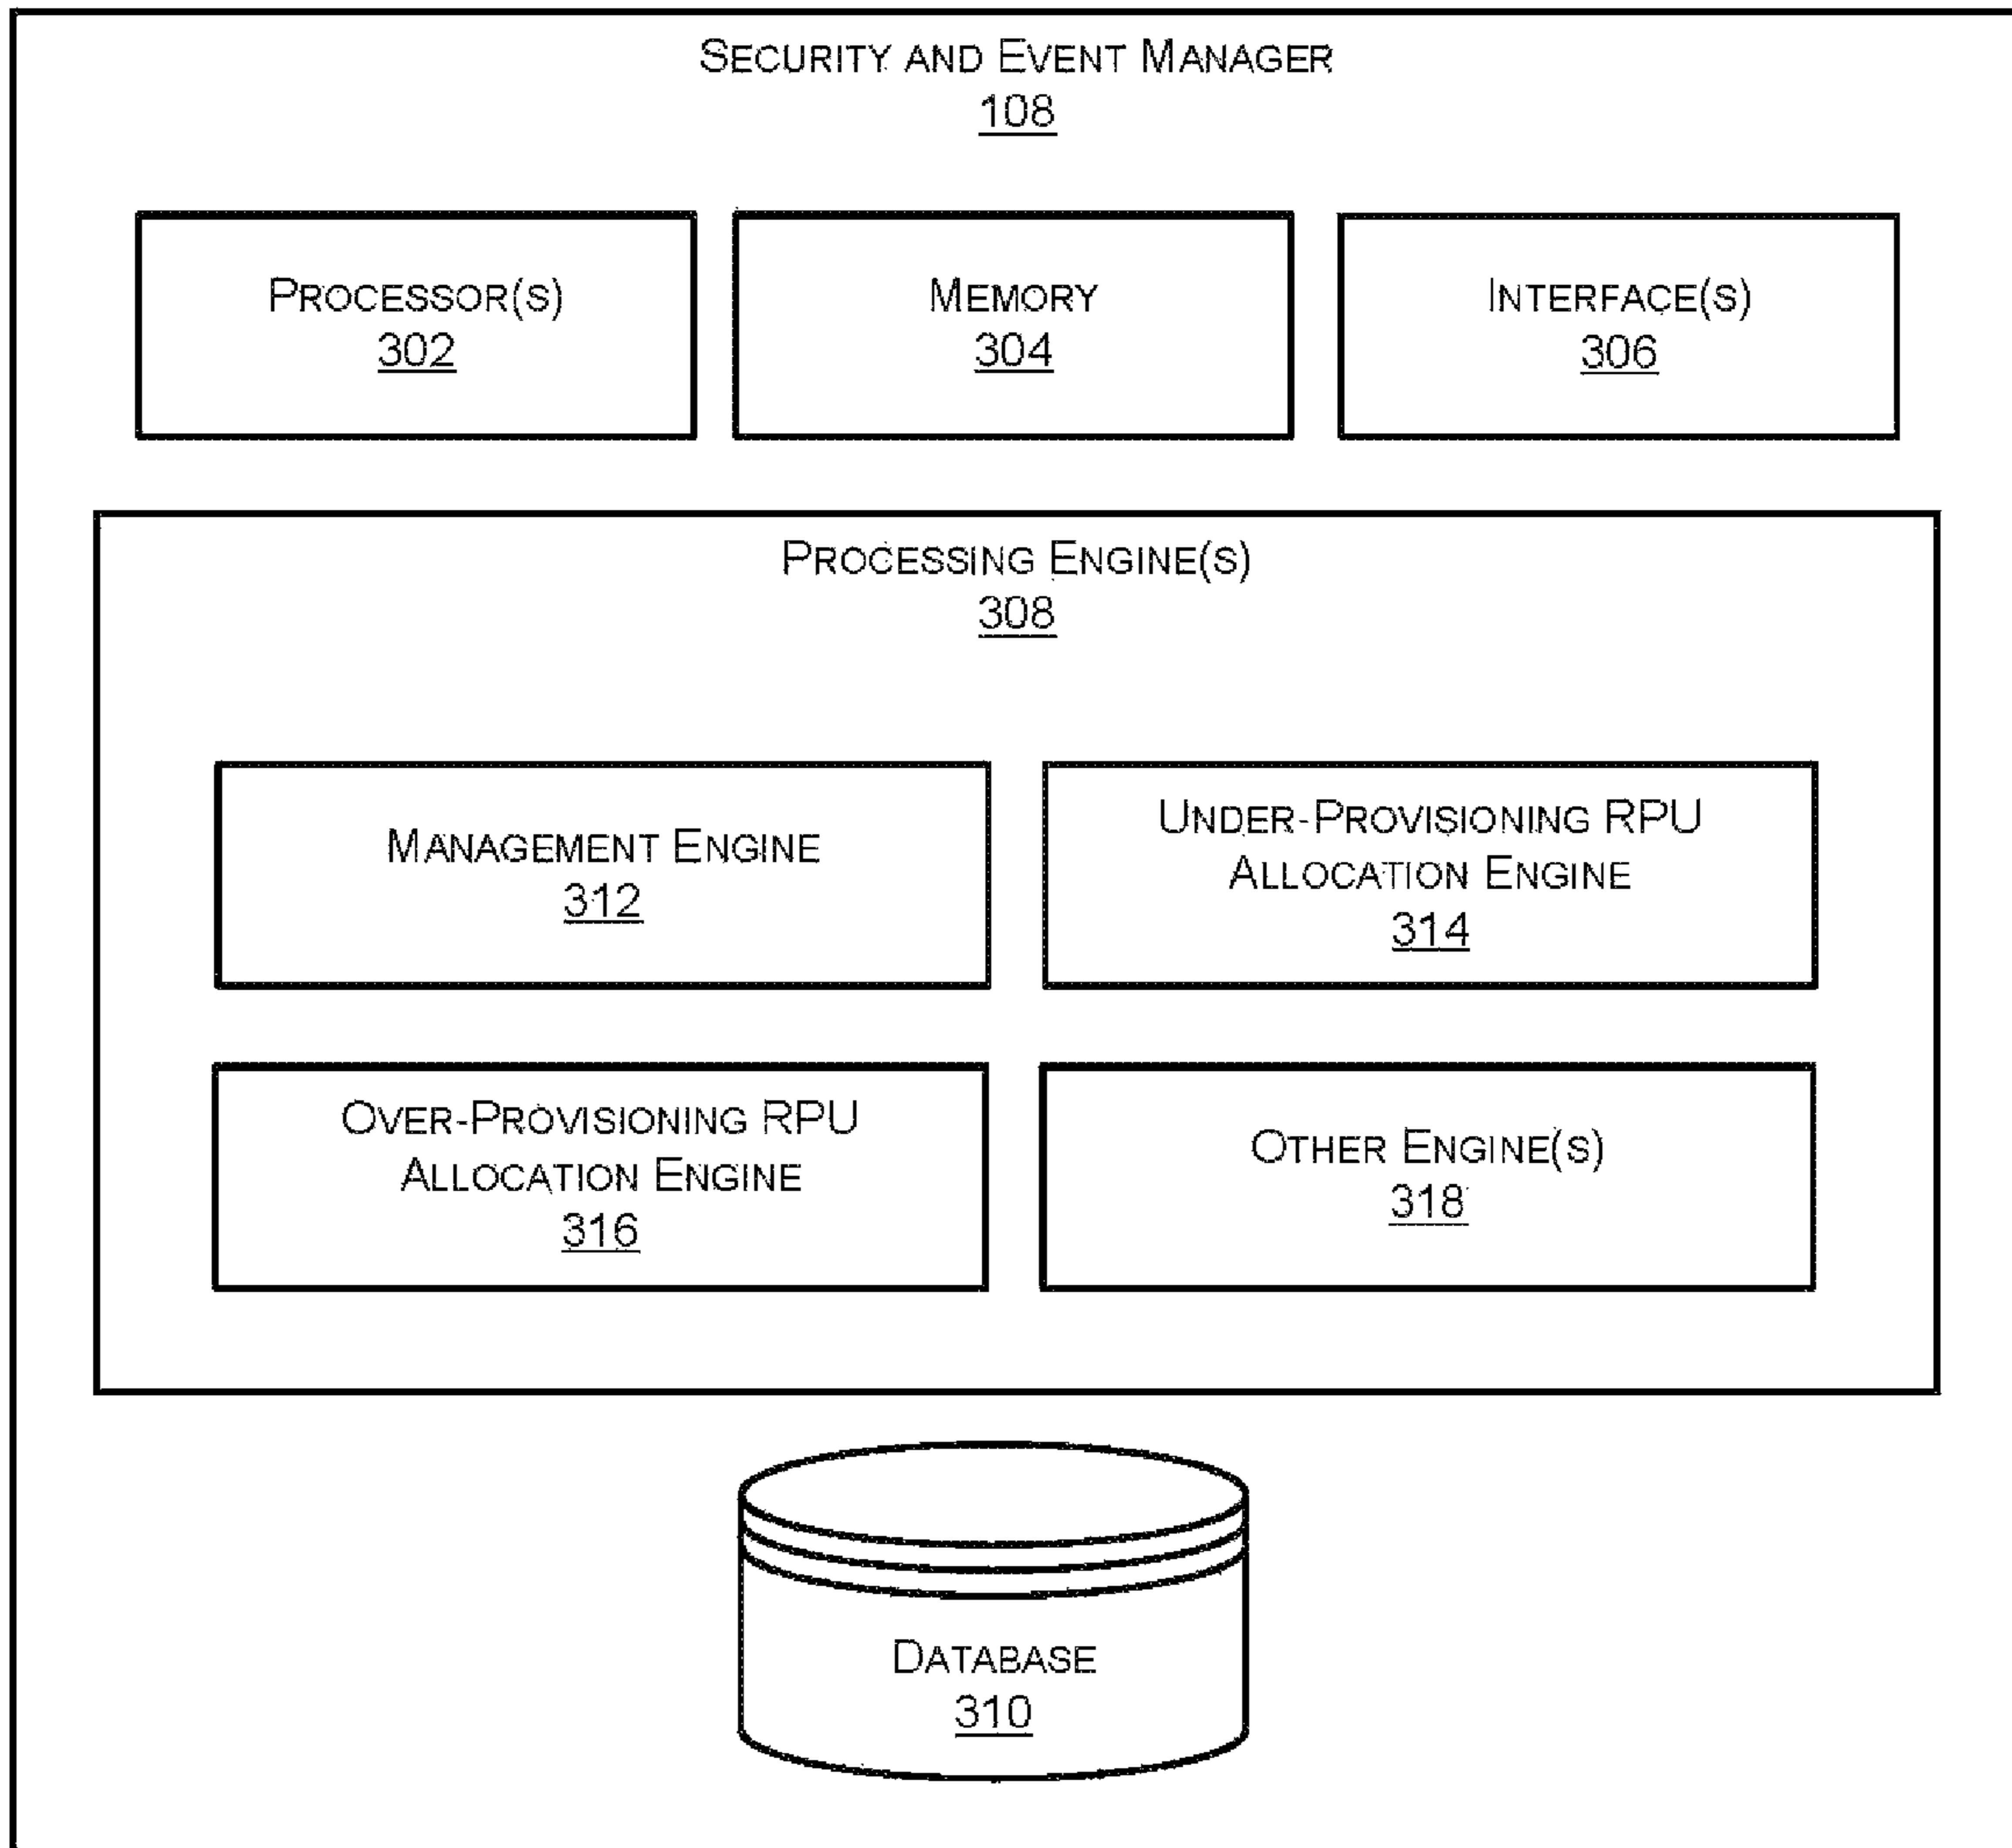 SECURITY AND EVENT MANAGER
108
PROCESSOR(S)
302
MEMORY
304
INTERFACE(S)
306
PROCESSING ENGINE(S)
308
MANAGEMENT ENGINE
312
UNDER-PROVISIONING RPU
ALLOCATION ENGINE
314
OVER-PROVISIONING RPU
ALLOCATION ENGINE
316
OTHER ENGINE(S)
318
DATABASE
310